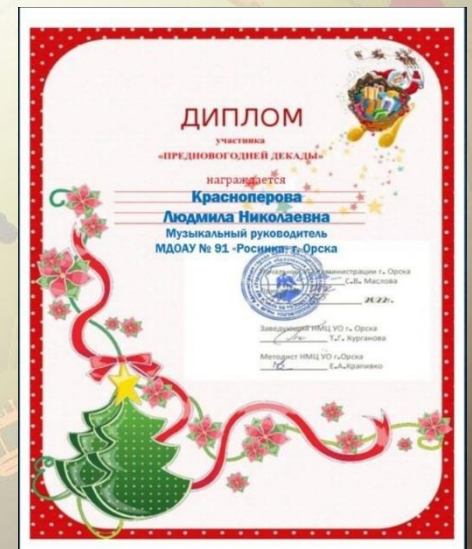 ДИПЛОМ
участника
«ПРЕДНОВОГОДНЕЙ ДЕКАДЫ»
награждается
Красноперова
Людмила Николаевна
Музыкальный руководитель
МДОАУ № 91 «Росинка» г. Орска
администрации г. Орска
С.В. Маслова
2022г.
Заведующая НМЦ УО г. Орска
Т.Г. Курганова
Методист НМЦ УО г.Орска
Е.А.Крапивко